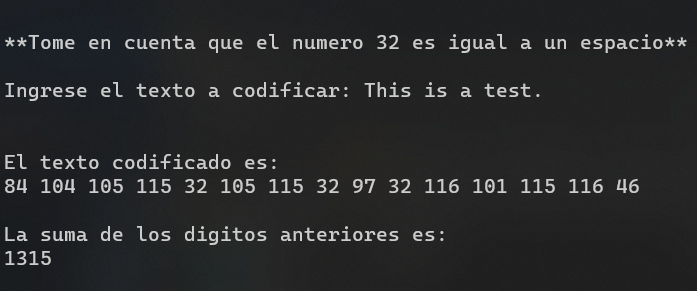 **Tome en cuenta que el numero 32 es igual a un espacio**
Ingrese el texto a codificar: This is a test.
El texto codificado es:
84 104 105 115 32 105 115 32 97 32 116 101 115 116 46
La suma de los digitos anteriores es:
1315